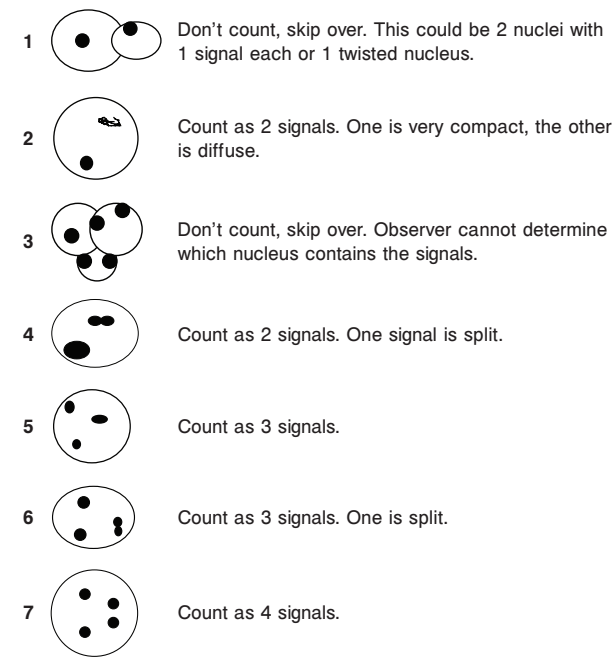 1 Don't count, skip over. This could be 2 nuclei with
1 signal each or 1 twisted nucleus.
2 Count as 2 signals. One is very compact, the other
is diffuse.
3 Don't count, skip over. Observer cannot determine
which nucleus contains the signals.
4 Count as 2 signals. One signal is split.
5 Count as 3 signals.
6 Count as 3 signals. One is split.
7 Count as 4 signals.